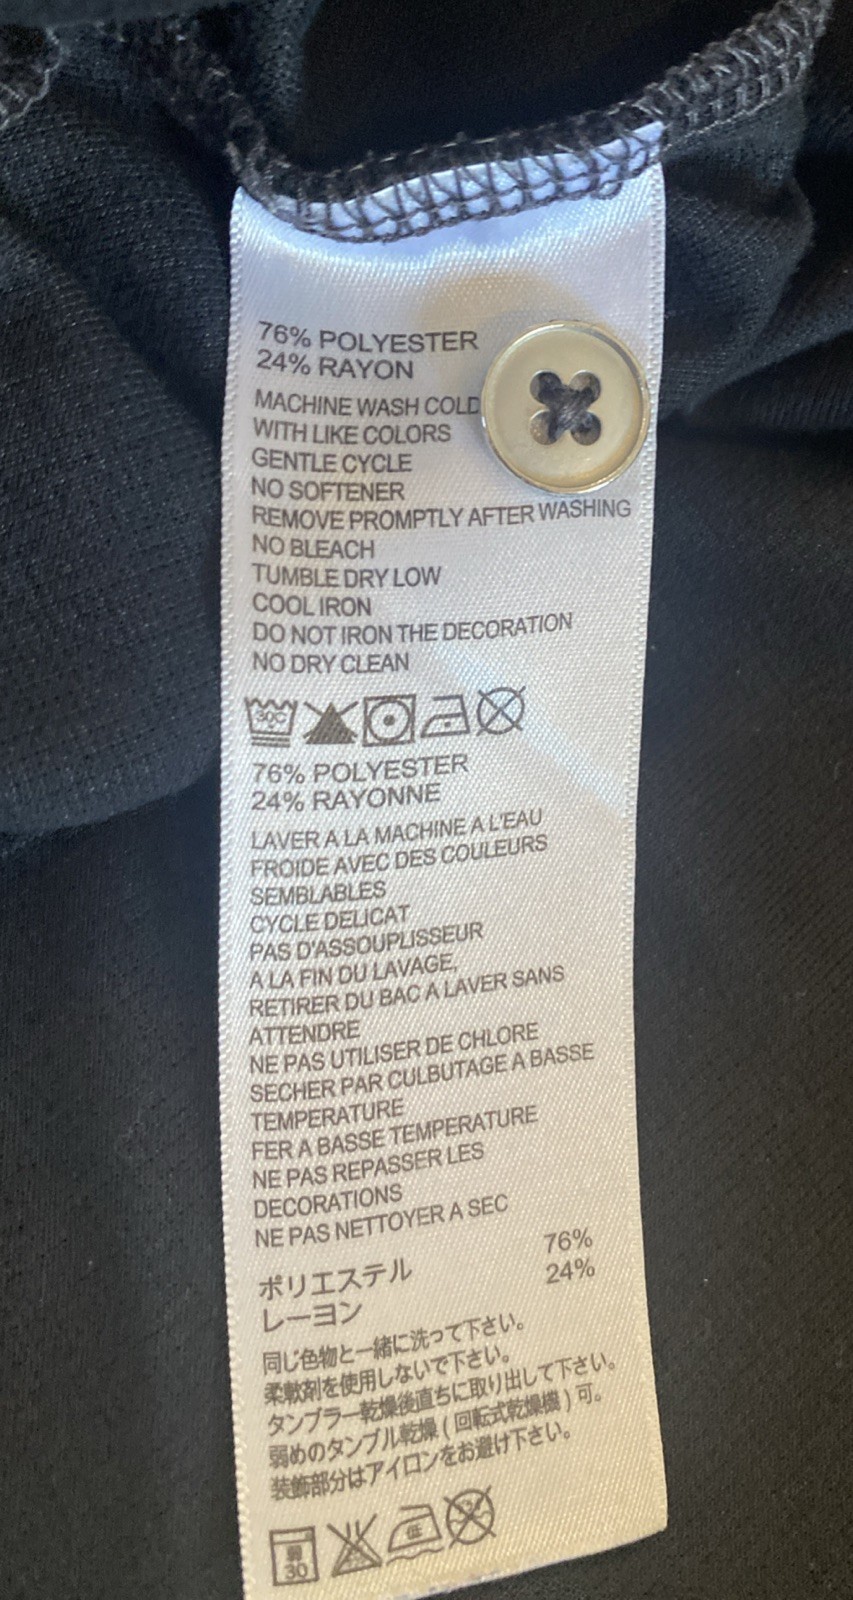 76% POLYESTER
24% RAYON
MACHINE WASH COLD
WITH LIKE COLORS
GENTLE CYCLE
NO SOFTENER
REMOVE PROMPTLY AFTER WASHING
NO BLEACH
TUMBLE DRY LOW
COOL IRON
DO NOT IRON THE DECORATION
NO DRY CLEAN
30C
76% POLYESTER
24% RAYONNE
LAVER A LA MACHINE A L'EAU
FROIDE AVEC DES COULEURS
SEMBLABLES
CYCLE DELICAT
PAS D'ASSOUPLISSEUR
A LA FIN DU LAVAGE,
RETIRER DU BAC A LAVER SANS
ATTENDRE
NE PAS UTILISER DE CHLORE
SECHER PAR CULBUTAGE A BASSE
TEMPERATURE
FER A BASSE TEMPERATURE
NE PAS REPASSER LES
DECORATIONS
NE PAS NETTOYER A SEC
ポリエステル 76%
レーヨン 24%
同じ色物と一緒に洗って下さい。
柔軟剤を使用しないで下さい。
タンブラー乾燥後直ちに取り出して下さい。
弱めのタンブル乾燥(回転式乾燥機)可。
装飾部分はアイロンをお避け下さい。
弱 30 低